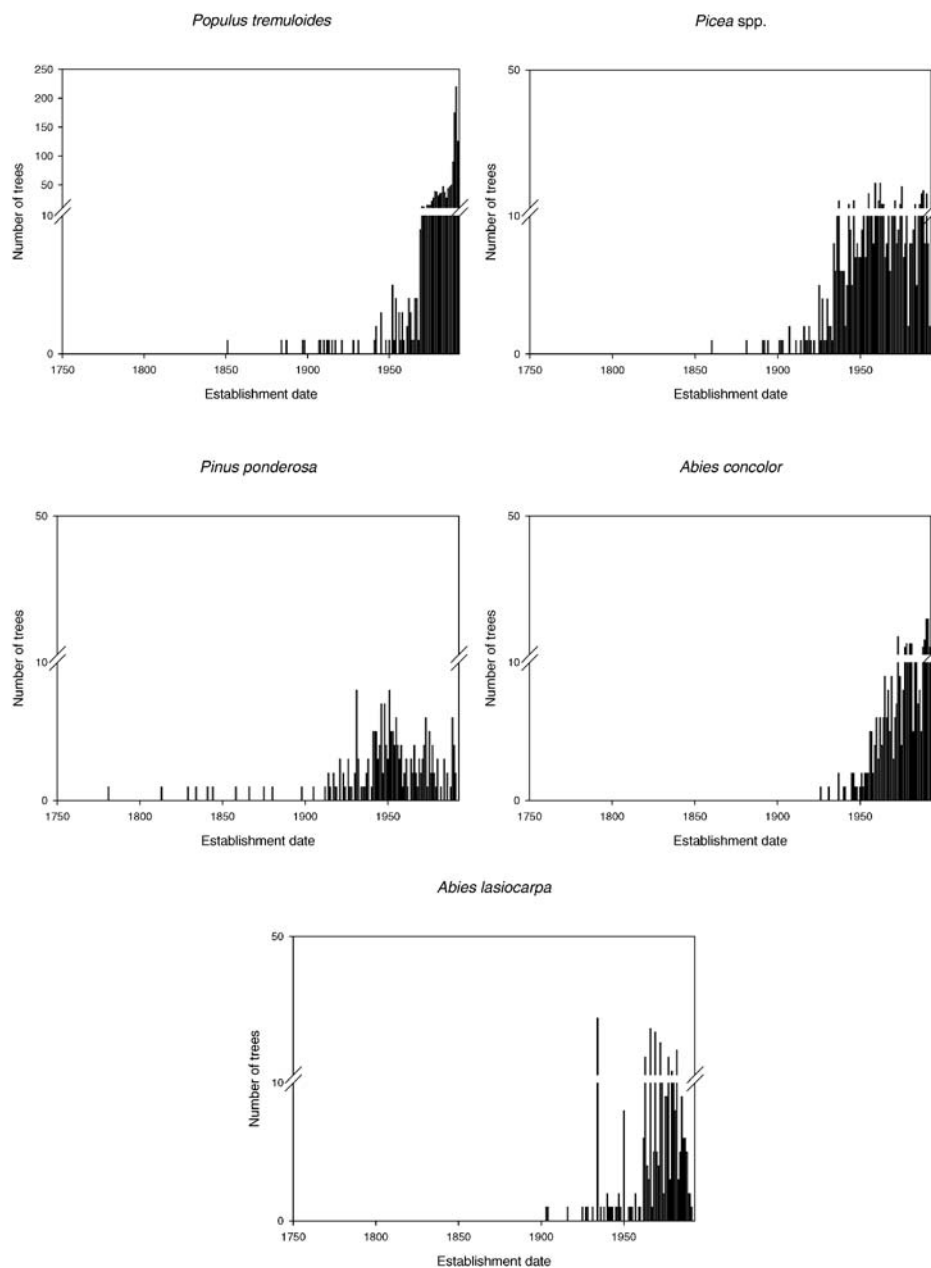 Populus tremuloides
Number of trees
250
200
150
100
50
10
0
1750 1800 1850 1900 1950
Establishment date
Picea spp.
Number of trees
50
10
0
1750 1800 1850 1900 1950
Establishment date
Pinus ponderosa
Number of trees
50
10
0
1750 1800 1850 1900 1950
Establishment date
Abies concolor
Number of trees
50
10
0
1750 1800 1850 1900 1950
Establishment date
Abies lasiocarpa
Number of trees
50
10
0
1750 1800 1850 1900 1950
Establishment date